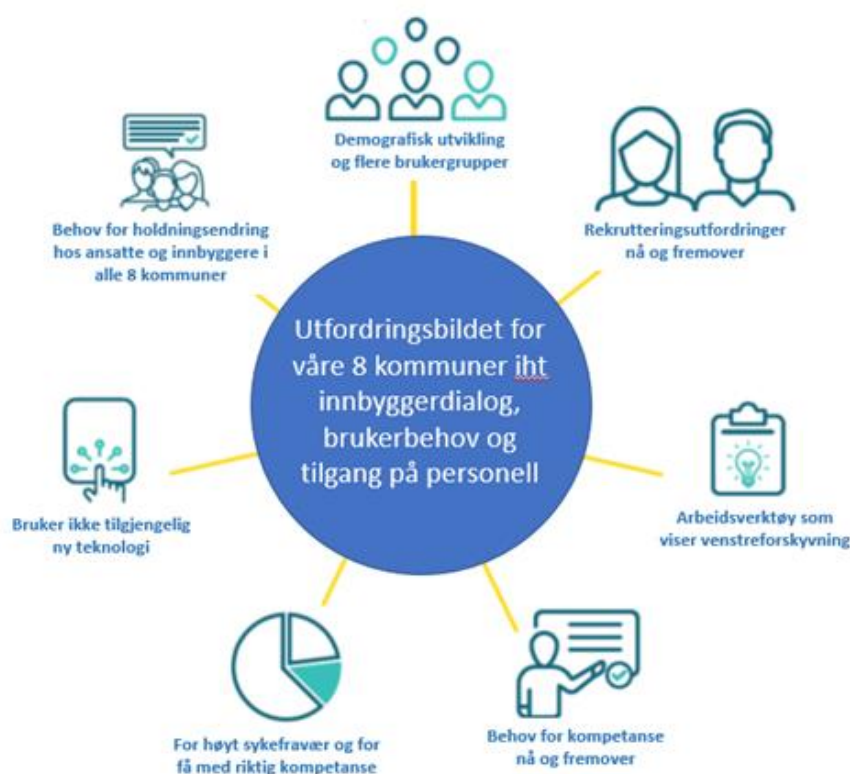 Demografisk utvikling
og flere brukergrupper
Rekrutteringsutfordringer
nå og fremover
Behov for holdningsendring
hos ansatte og innbyggere i
alle 8 kommuner
Utfordringsbildet for
våre 8 kommuner iht
innbyggerdialog,
brukerbehov og
tilgang på personell
Bruker ikke tilgjengelig
ny teknologi
Arbeidsverktøy som
viser venstreforskyvning
For høyt sykefravær og for
få med riktig kompetanse
Behov for kompetanse
nå og fremover